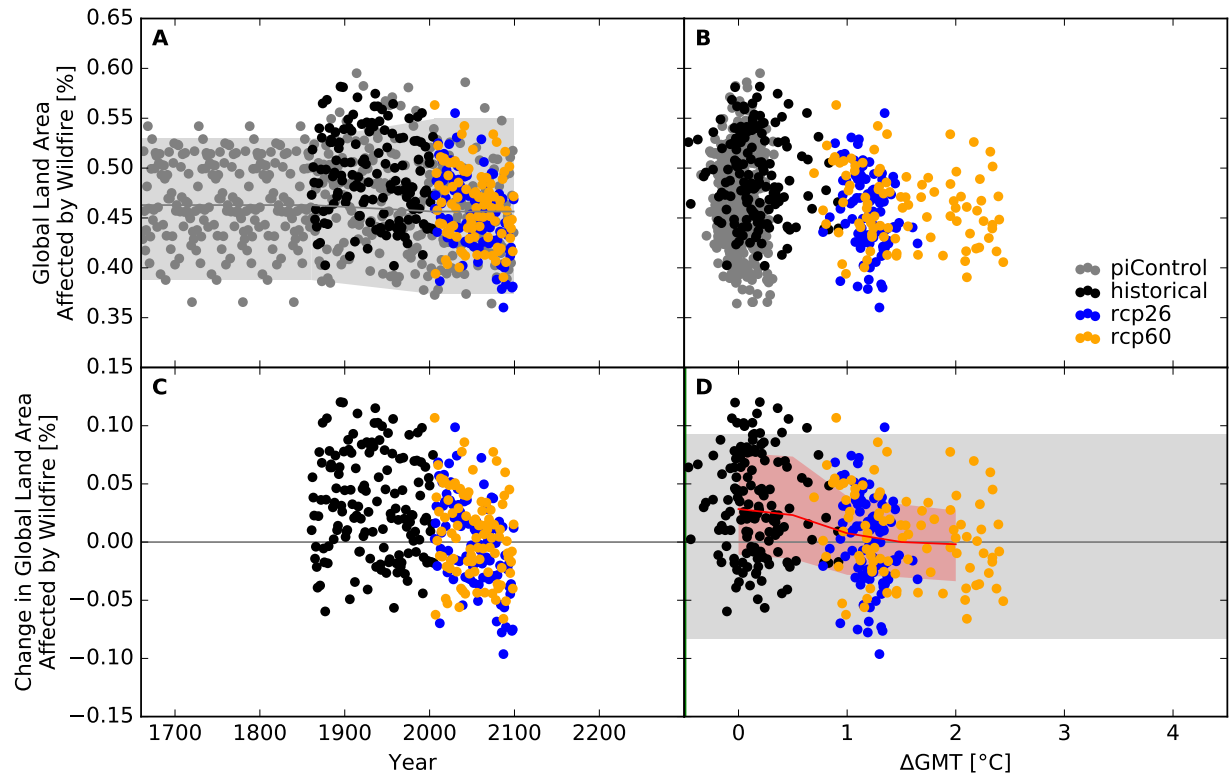 A
B
0.65
0.60
0.55
0.50
0.45
0.40
0.35
0.15
Global Land Area
Affected by Wildfire [%]
piControl
historical
rcp26
rcp60
C
D
0.10
0.05
0.00
−0.05
−0.10
−0.15
Change in Global Land Area
Affected by Wildfire [%]
1700 1800 1900 2000 2100 2200
Year
0 1 2 3 4
ΔGMT [°C]